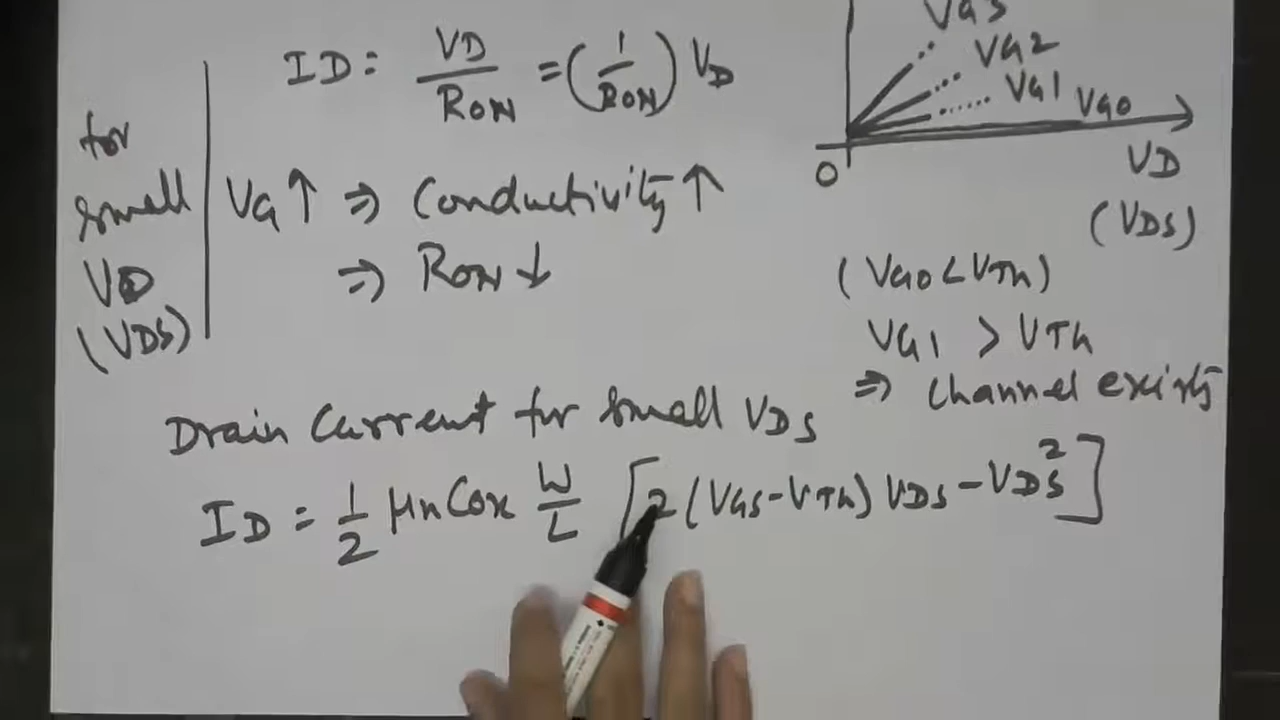 ID = VD/RON = (1/RON) VD
for small VD (VDS)
VG↑ ⇒ Conductivity↑
⇒ RON↓
VG3
VG2
VG1
VG0
0
VD
(VDS)
(VG0 < VTh)
VG1 > VTh
⇒ Channel exists
Drain Current for small VDS
ID = 1/2 μnCox W/L [2(VGS-VTh) VDS - VDS²]